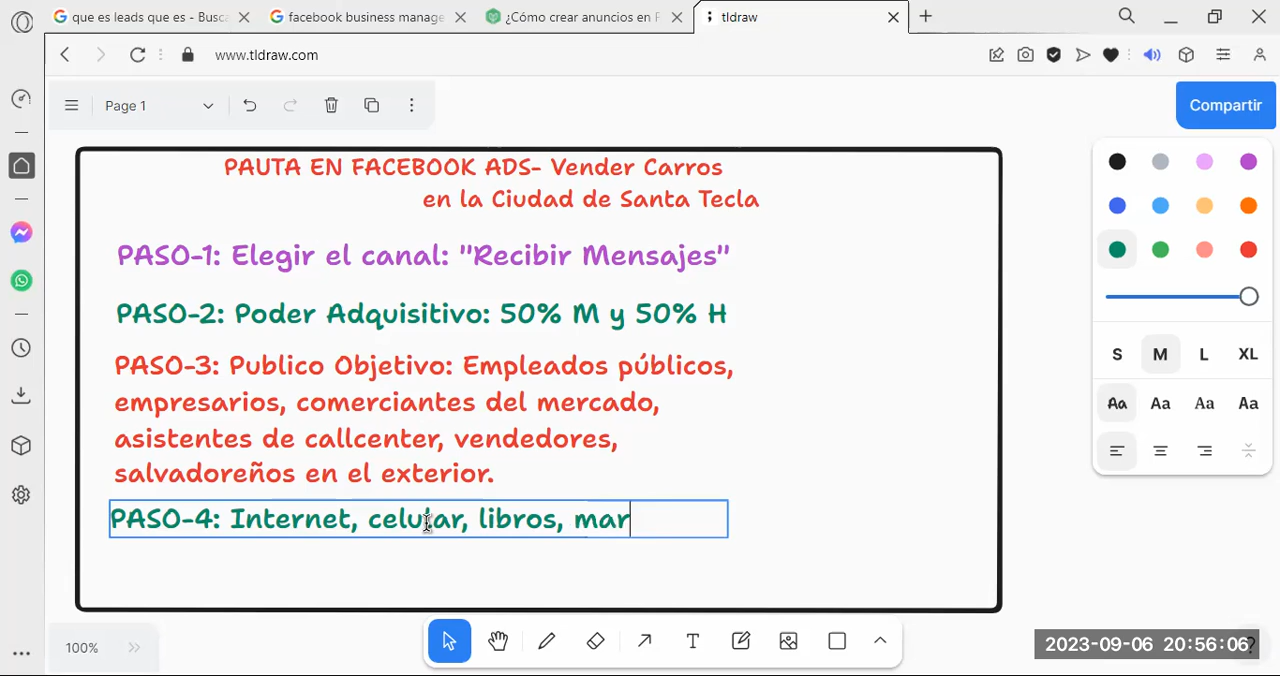 que es leads que es - Busca
facebook business manage
¿Cómo crear anuncios en F
tldraw
www.tldraw.com
Page 1
Compartir
PAUTA EN FACEBOOK ADS- Vender Carros
en la Ciudad de Santa Tecla
PASO-1: Elegir el canal: "Recibir Mensajes"
PASO-2: Poder Adquisitivo: 50% M y 50% H
PASO-3: Publico Objetivo: Empleados públicos,
empresarios, comerciantes del mercado,
asistentes de callcenter, vendedores,
salvadoreños en el exterior.
PASO-4: Internet, celular, libros, mar
S M L XL
Aa Aa Aa Aa
100%
2023-09-06 20:56:06